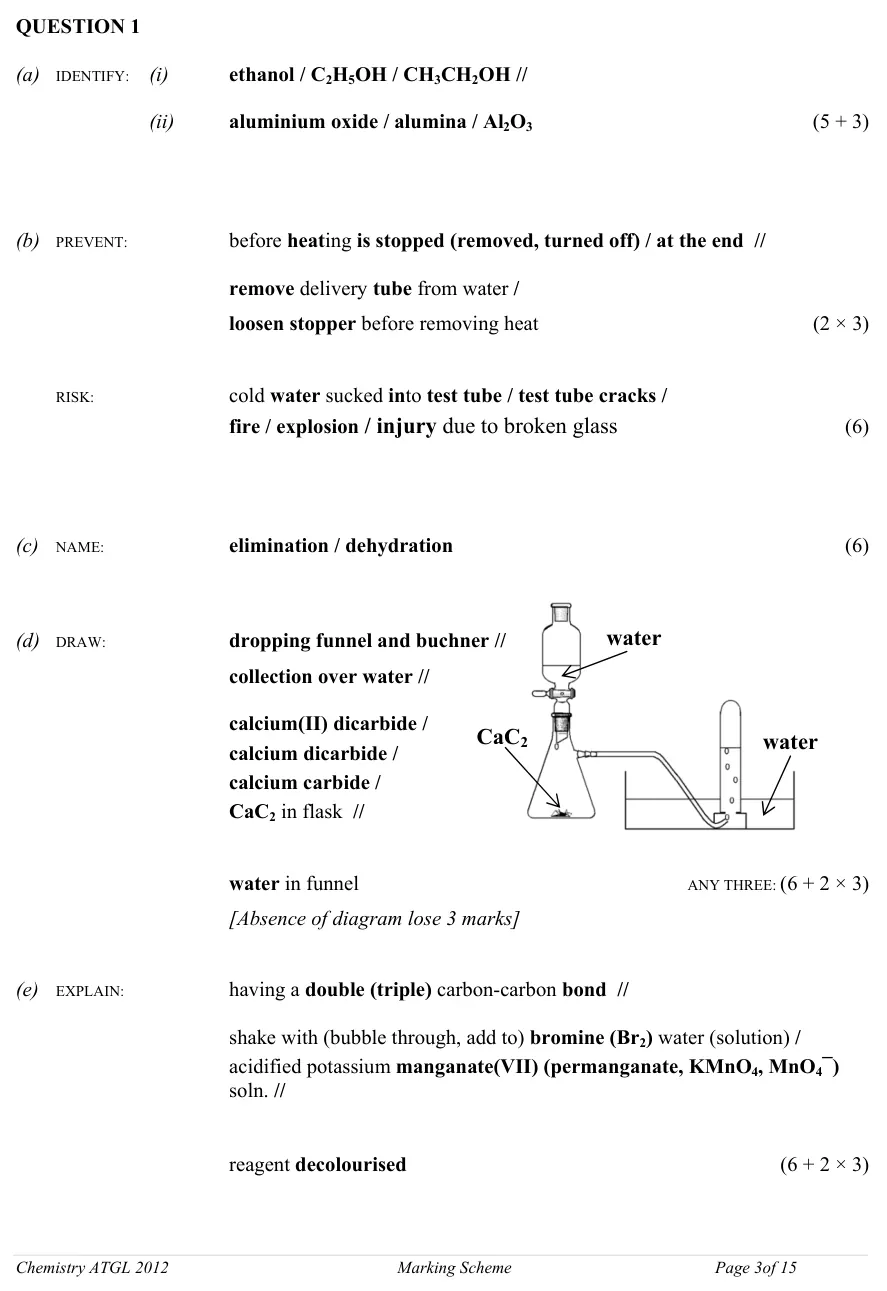 QUESTION 1
(a) IDENTIFY: (i) ethanol / C₂H₅OH / CH₃CH₂OH //
(ii) aluminium oxide / alumina / Al₂O₃ (5 + 3)
(b) PREVENT: before heating is stopped (removed, turned off) / at the end //
remove delivery tube from water /
loosen stopper before removing heat (2 × 3)
RISK: cold water sucked into test tube / test tube cracks /
fire / explosion / injury due to broken glass (6)
(c) NAME: elimination / dehydration (6)
(d) DRAW: dropping funnel and buchner //
collection over water //
calcium(II) dicarbide /
calcium dicarbide /
calcium carbide /
CaC₂ in flask //
water
CaC₂
water
water in funnel ANY THREE: (6 + 2 × 3)
[Absence of diagram lose 3 marks]
(e) EXPLAIN: having a double (triple) carbon-carbon bond //
shake with (bubble through, add to) bromine (Br₂) water (solution) /
acidified potassium manganate(VII) (permanganate, KMnO₄, MnO₄⁻)
soln. //
reagent decolourised (6 + 2 × 3)
Chemistry ATGL 2012 Marking Scheme Page 3of 15